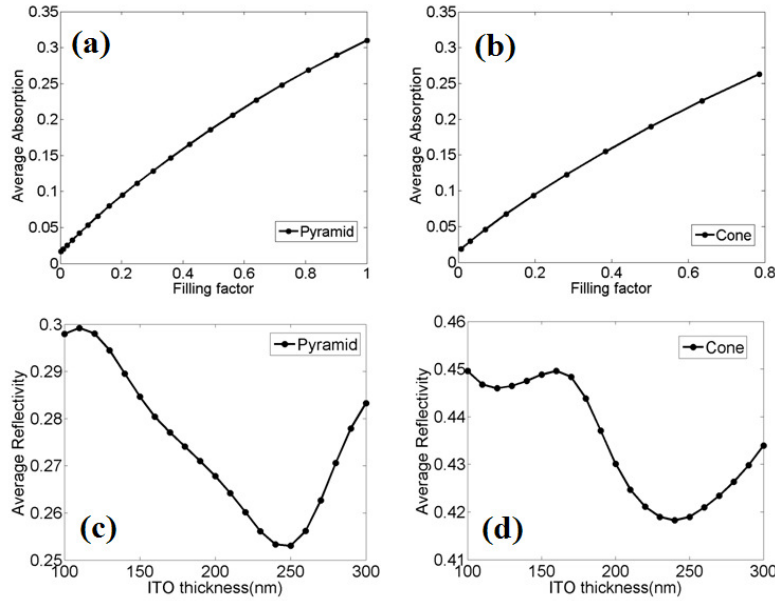 0.35
0.3
0.25
0.2
0.15
0.1
0.05
0
0 0.2 0.4 0.6 0.8 1
Average Absorption
Filling factor
(a)
Pyramid
0.35
0.3
0.25
0.2
0.15
0.1
0.05
0
0 0.2 0.4 0.6 0.8
Average Absorption
Filling factor
(b)
Cone
0.3
0.29
0.28
0.27
0.26
0.25
100 150 200 250 300
Average Reflectivity
ITO thickness(nm)
(c)
Pyramid
0.46
0.45
0.44
0.43
0.42
0.41
100 150 200 250 300
Average Reflectivity
ITO thickness(nm)
(d)
Cone